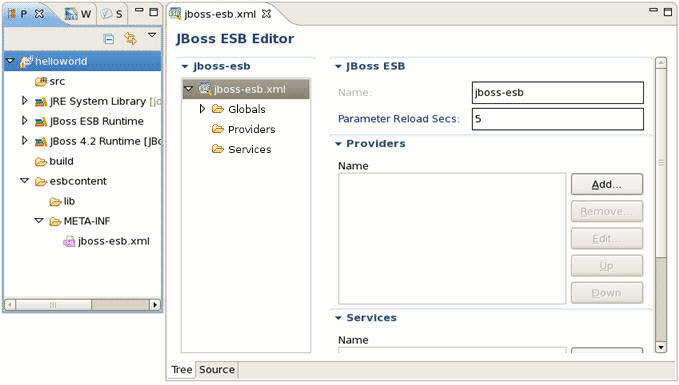 P
W
S
helloworld
src
JRE System Library [jd
JBoss ESB Runtime
JBoss 4.2 Runtime [JBo
build
esbcontent
lib
META-INF
jboss-esb.xml
jboss-esb.xml
JBoss ESB Editor
jboss-esb
jboss-esb.xml
Globals
Providers
Services
JBoss ESB
Name: jboss-esb
Parameter Reload Secs: 5
Providers
Name
Add...
Remove...
Edit...
Up
Down
Services
Name
Tree Source